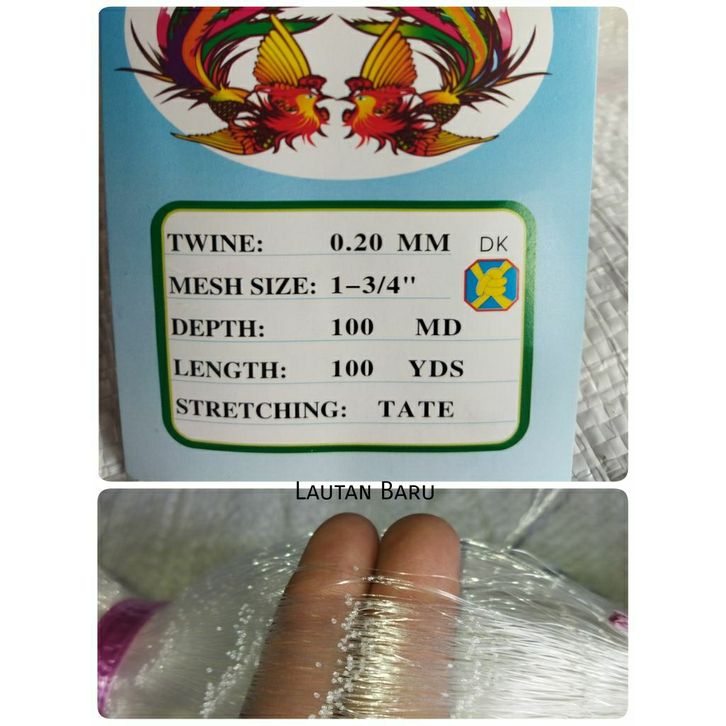 TWINE: 0.20 MM DK
MESH SIZE: 1-3/4"
DEPTH: 100 MD
LENGTH: 100 YDS
STRETCHING: TATE
LAUTAN BARU